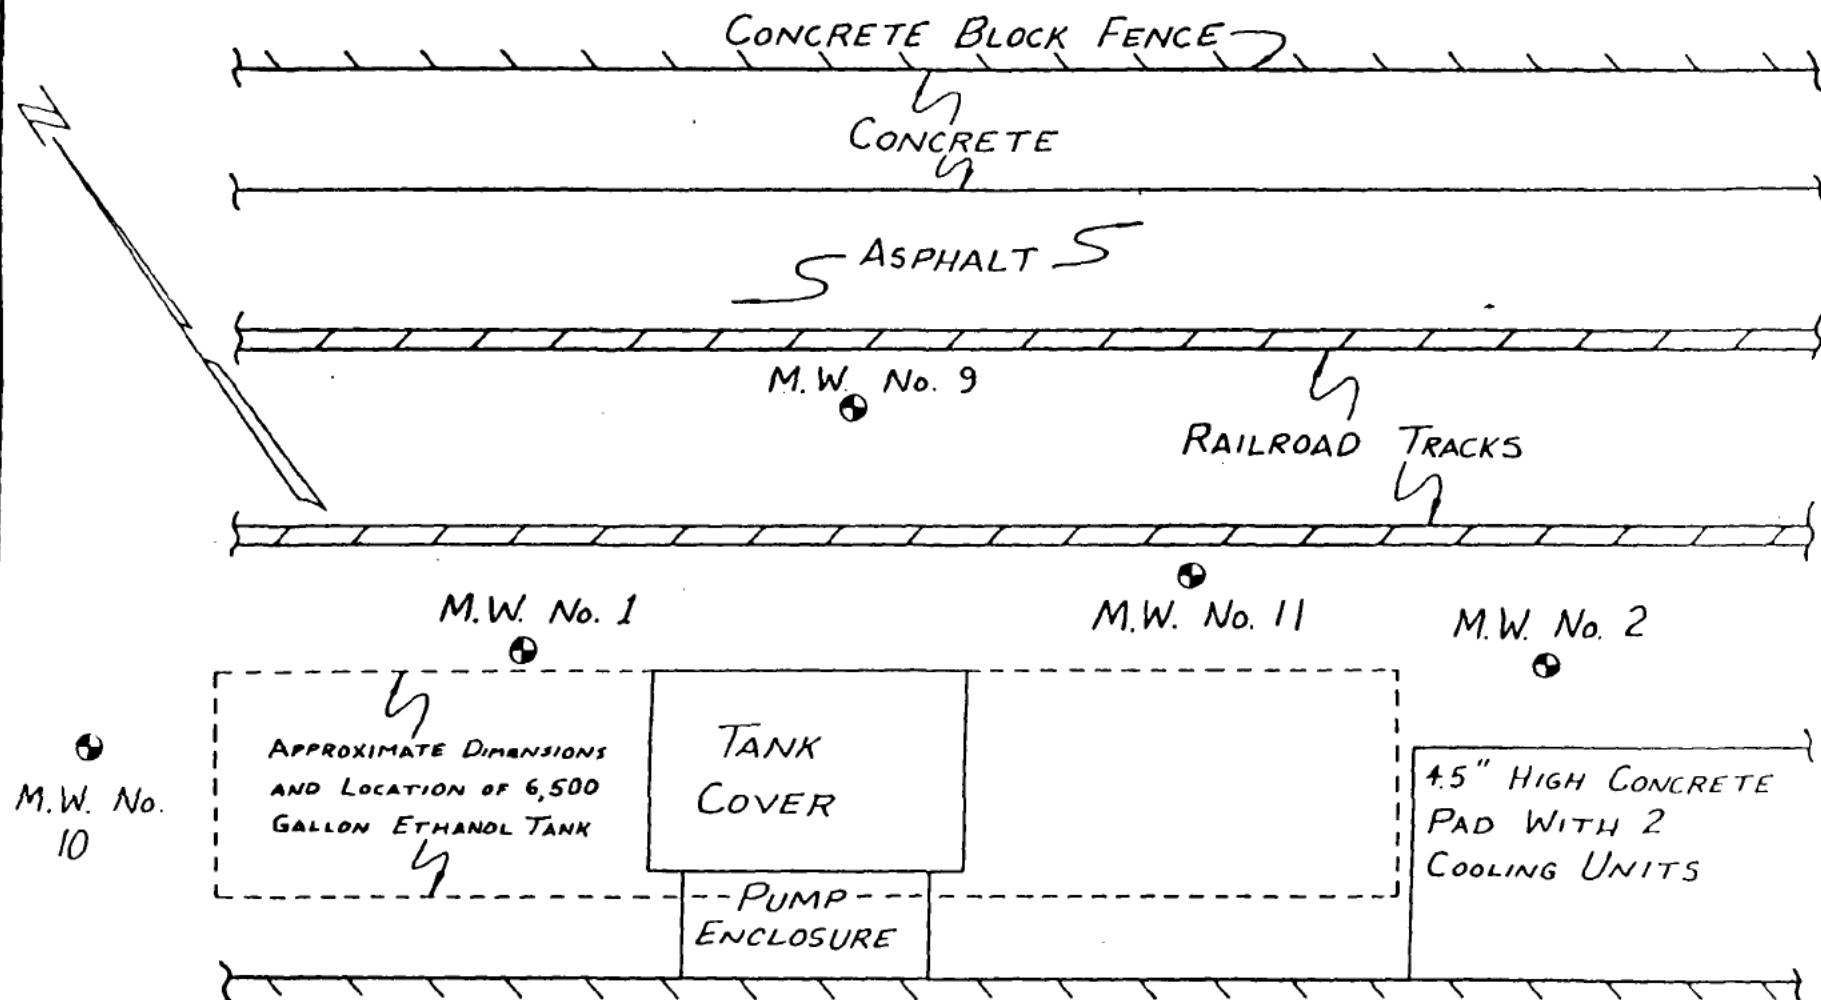 CONCRETE BLOCK FENCE
N
CONCRETE
ASPHALT
M.W. No. 9
RAILROAD TRACKS
M.W. No. 1
M.W. No. 11
M.W. No. 2
M.W. No.
10
APPROXIMATE DIMENSIONS
AND LOCATION OF 6,500
GALLON ETHANOL TANK
TANK
COVER
PUMP
ENCLOSURE
4.5" HIGH CONCRETE
PAD WITH 2
COOLING UNITS